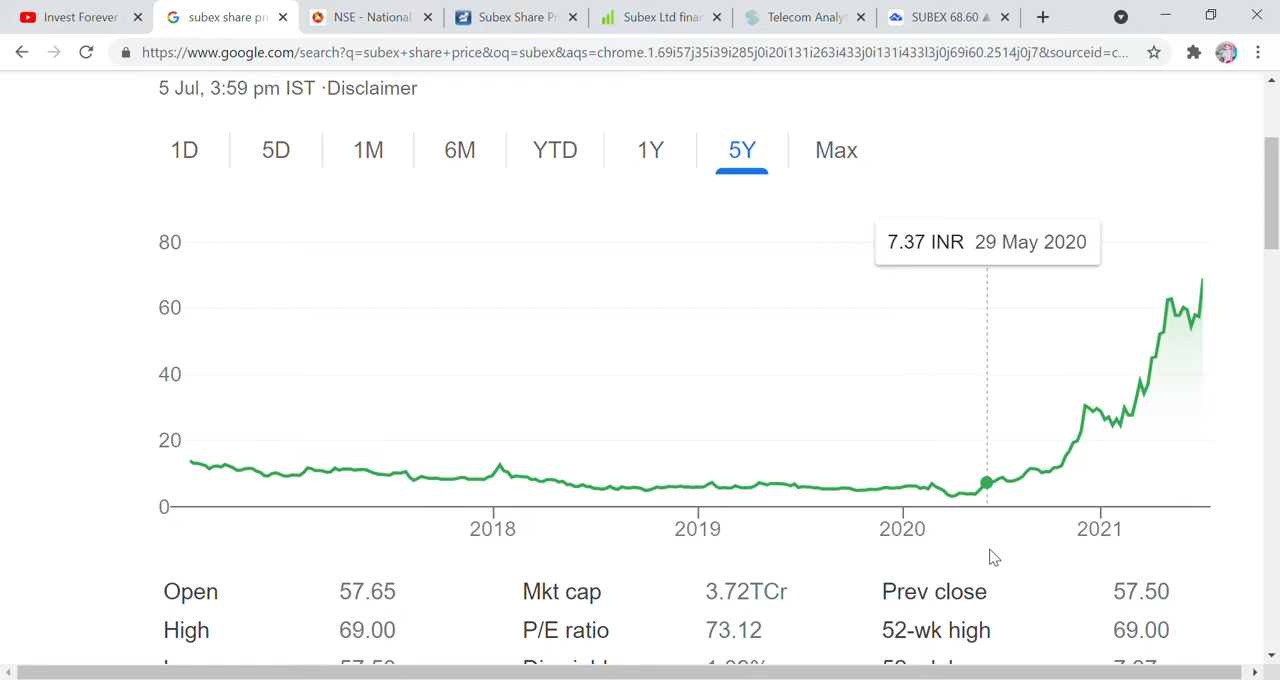 Invest Forever
subex share pri
NSE - National
Subex Share Pr
Subex Ltd finar
Telecom Analyt
SUBEX 68.60
https://www.google.com/search?q=subex+share+price&oq=subex&aqs=chrome.1.69i57j35i39i285j0i20i131i263i433j0i131i433l3j0j69i60.2514j0j7&sourceid=c...
5 Jul, 3:59 pm IST ·Disclaimer
1D 5D 1M 6M YTD 1Y 5Y Max
7.37 INR 29 May 2020
80
60
40
20
0
2018 2019 2020 2021
Open 57.65 Mkt cap 3.72TCr Prev close 57.50
High 69.00 P/E ratio 73.12 52-wk high 69.00